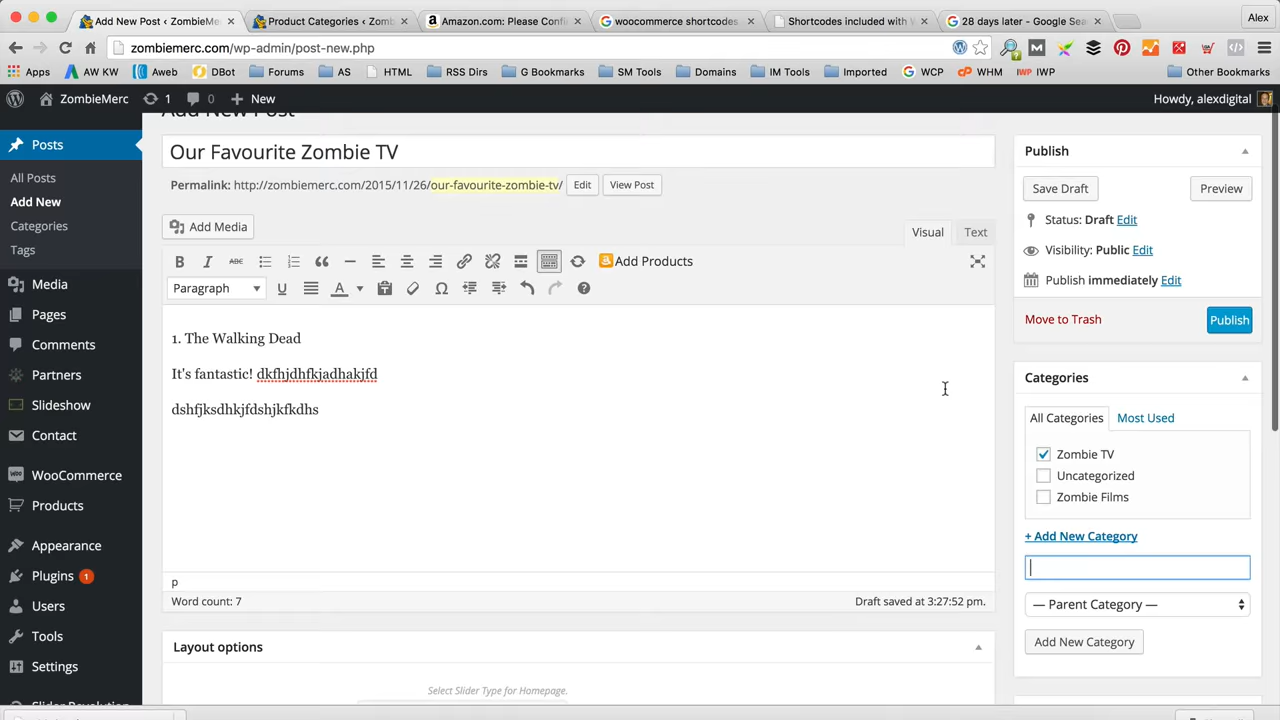 Alex
Add New Post ‹ ZombieMer
Product Categories ‹ Zomb
Amazon.com: Please Confi
woocommerce shortcodes
Shortcodes included with
28 days later - Google Sea
zombiemerc.com/wp-admin/post-new.php
Apps
AW KW
Aweb
DBot
Forums
AS
HTML
RSS Dirs
G Bookmarks
SM Tools
Domains
IM Tools
Imported
WCP
WHM
IWP IWP
Other Bookmarks
ZombieMerc
1
0
+ New
Howdy, alexdigital
Posts
All Posts
Add New
Categories
Tags
Media
Pages
Comments
Partners
Slideshow
Contact
WooCommerce
Products
Appearance
Plugins 1
Users
Tools
Settings
Slider Revolution
Add New Post
Our Favourite Zombie TV
Permalink: http://zombiemerc.com/2015/11/26/our-favourite-zombie-tv/ Edit View Post
Add Media
Visual Text
B I ABC
Add Products
Paragraph U A
1. The Walking Dead
It's fantastic! dkfhjdhfkjadhakjfd
dshfjksdhkjfdshjkfkdhs
p
Word count: 7
Draft saved at 3:27:52 pm.
Layout options
Select Slider Type for Homepage.
Publish
Save Draft
Preview
Status: Draft Edit
Visibility: Public Edit
Publish immediately Edit
Move to Trash
Publish
Categories
All Categories
Most Used
Zombie TV
Uncategorized
Zombie Films
+ Add New Category
— Parent Category —
Add New Category